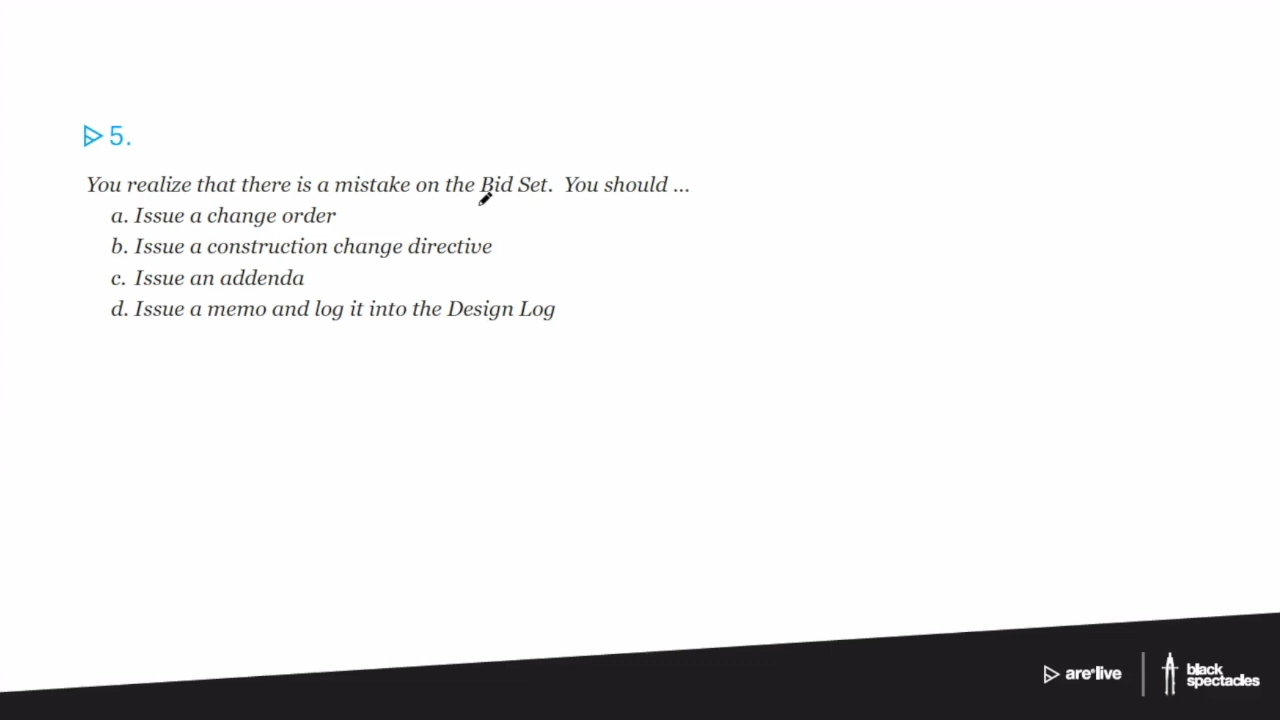 5.
You realize that there is a mistake on the Bid Set. You should ...
a. Issue a change order
b. Issue a construction change directive
c. Issue an addenda
d. Issue a memo and log it into the Design Log
are live
black
spectacles